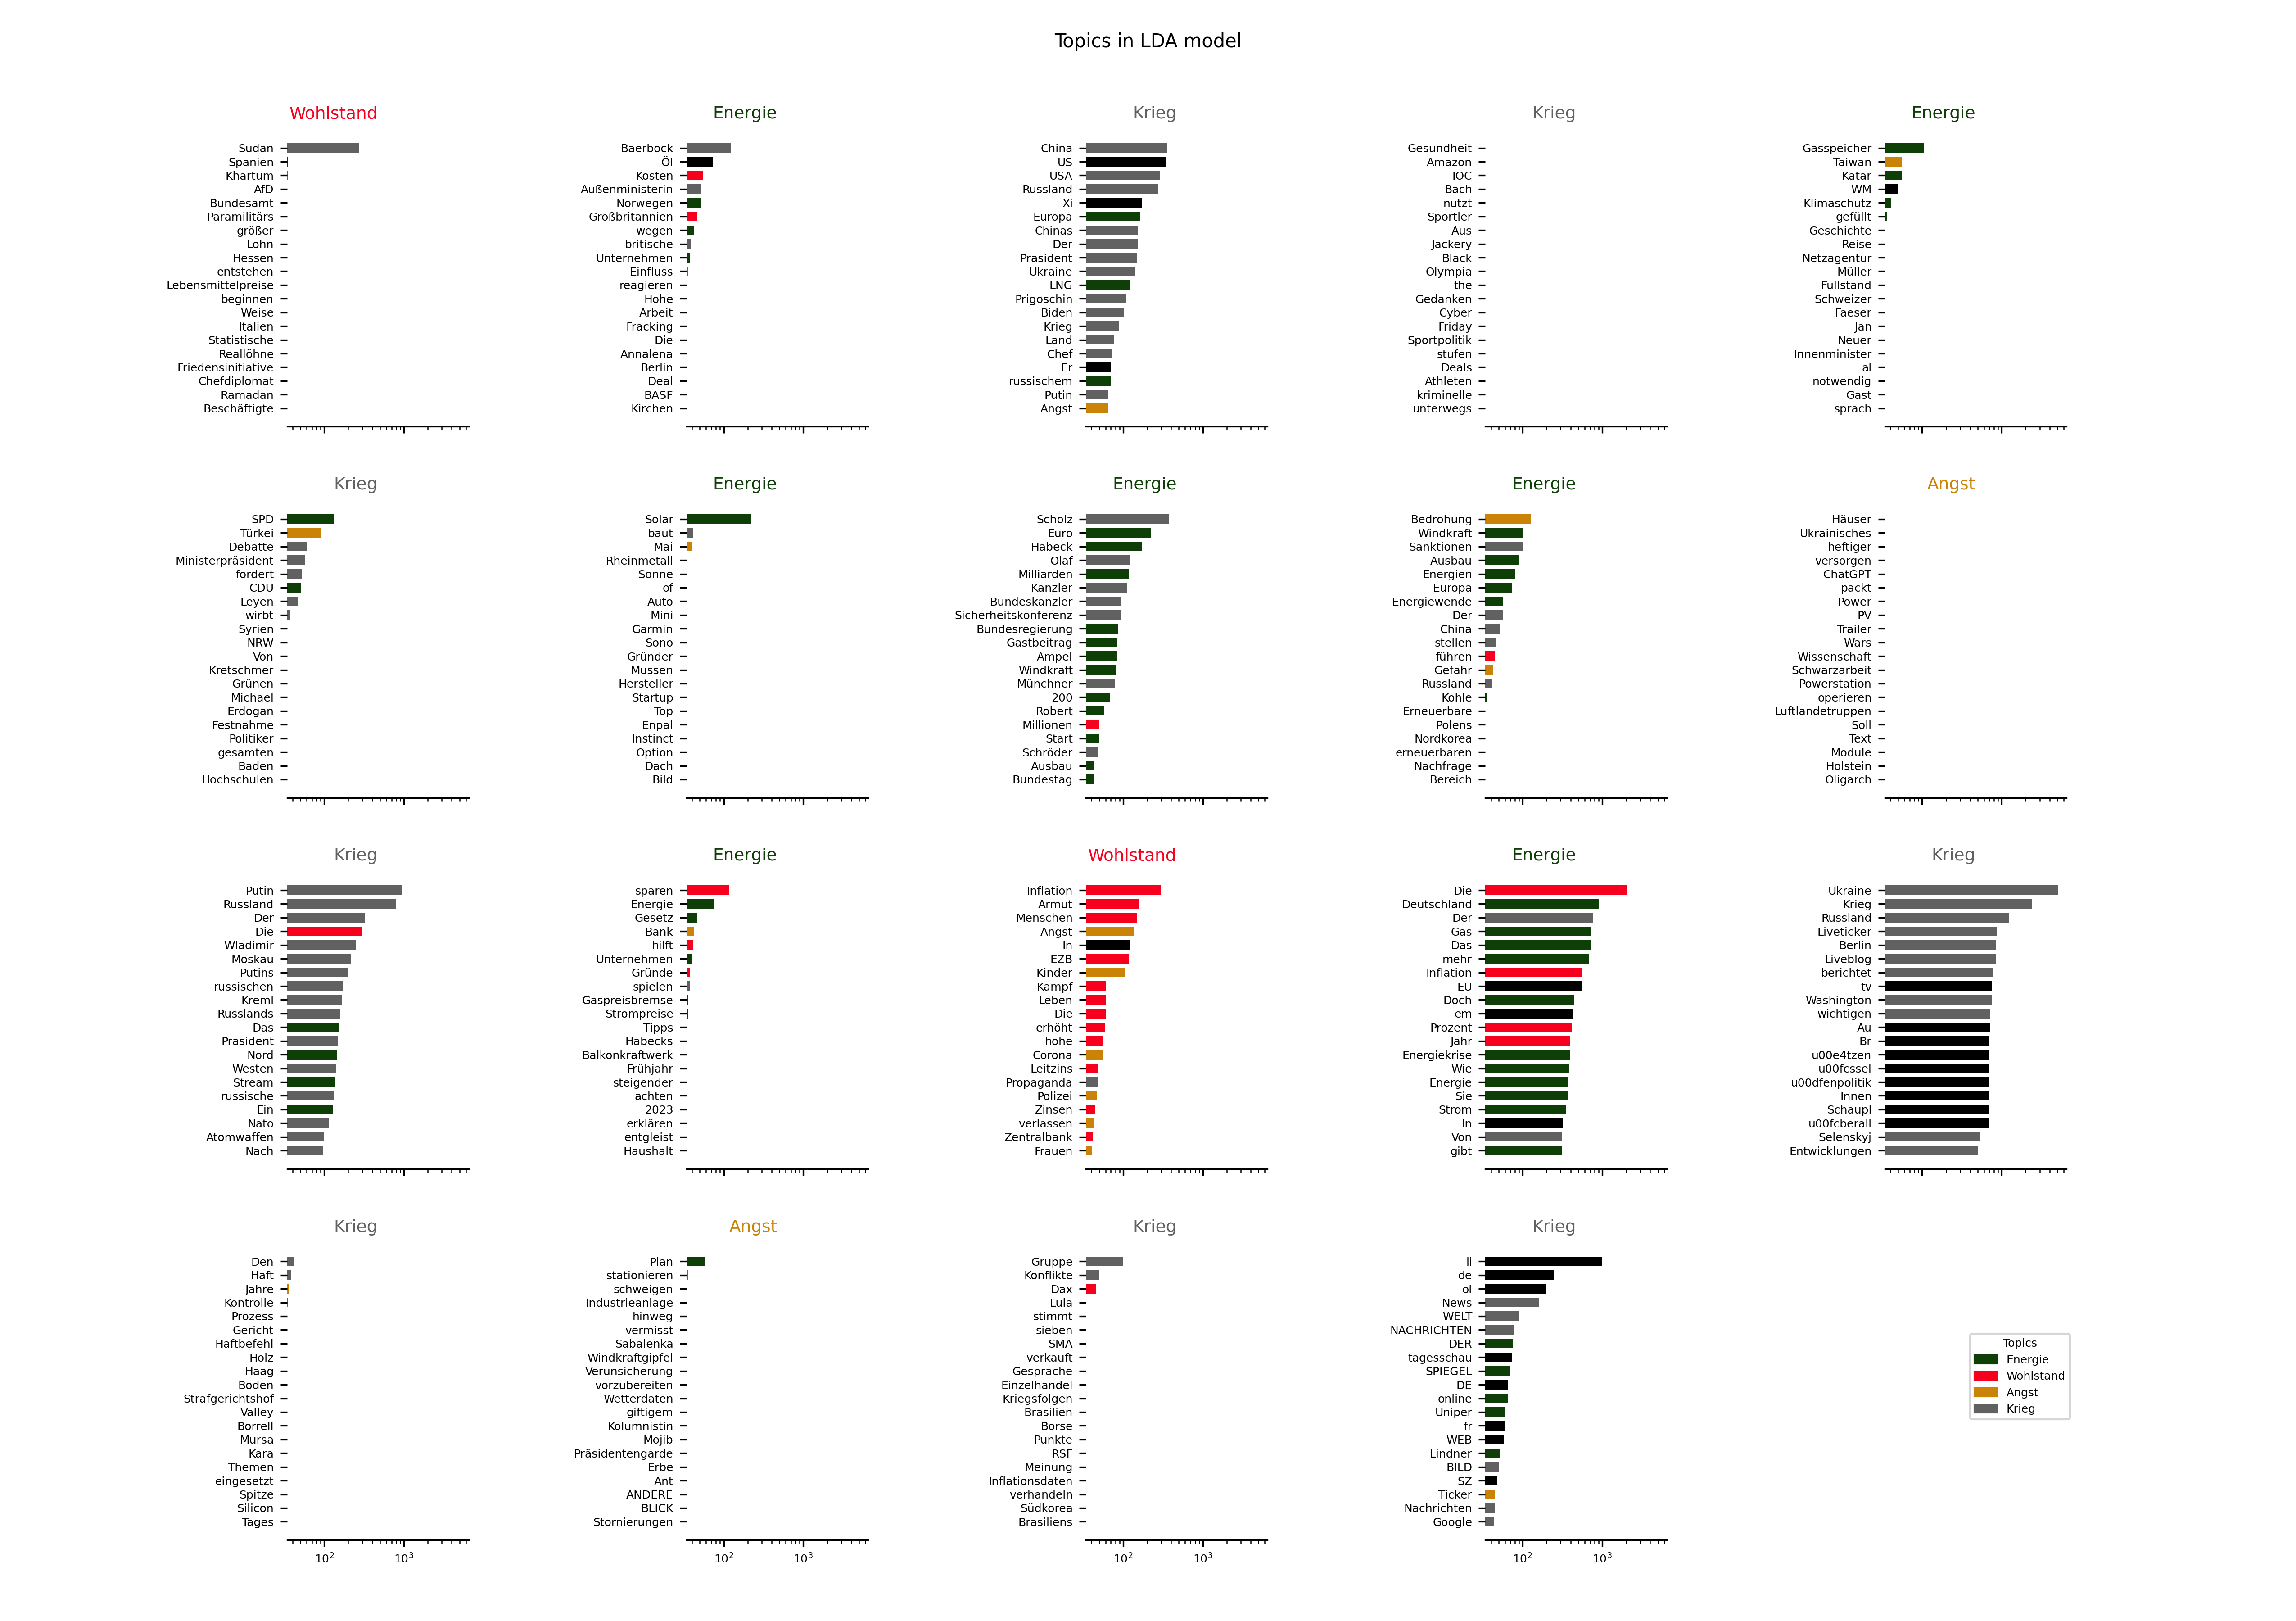 Topics in LDA model
Wohlstand
Sudan
Spanien
Khartum
AfD
Bundesamt
Paramilitärs
größer
Lohn
Hessen
entstehen
Lebensmittelpreise
beginnen
Weise
Italien
Statistische
Reallöhne
Friedensinitiative
Chefdiplomat
Ramadan
Beschäftigte
Energie
Baerbock
Öl
Kosten
Außenministerin
Norwegen
Großbritannien
wegen
britische
Unternehmen
Einfluss
reagieren
Hohe
Arbeit
Fracking
Die
Annalena
Berlin
Deal
BASF
Kirchen
Krieg
China
US
USA
Russland
Xi
Europa
Chinas
Der
Präsident
Ukraine
LNG
Prigoschin
Biden
Krieg
Land
Chef
Er
russischem
Putin
Angst
Krieg
Gesundheit
Amazon
IOC
Bach
nutzt
Sportler
Aus
Jackery
Black
Olympia
the
Gedanken
Cyber
Friday
Sportpolitik
stufen
Deals
Athleten
kriminelle
unterwegs
Energie
Gasspeicher
Taiwan
Katar
WM
Klimaschutz
gefüllt
Geschichte
Reise
Netzagentur
Müller
Füllstand
Schweizer
Faeser
Jan
Neuer
Innenminister
al
notwendig
Gast
sprach
Krieg
SPD
Türkei
Debatte
Ministerpräsident
fordert
CDU
Leyen
wirbt
Syrien
NRW
Von
Kretschmer
Grünen
Michael
Erdogan
Festnahme
Politiker
gesamten
Baden
Hochschulen
Energie
Solar
baut
Mai
Rheinmetall
Sonne
of
Auto
Mini
Garmin
Sono
Gründer
Müssen
Hersteller
Startup
Top
Enpal
Instinct
Option
Dach
Bild
Energie
Scholz
Euro
Habeck
Olaf
Milliarden
Kanzler
Bundeskanzler
Sicherheitskonferenz
Bundesregierung
Gastbeitrag
Ampel
Windkraft
Münchner
200
Robert
Millionen
Start
Schröder
Ausbau
Bundestag
Energie
Bedrohung
Windkraft
Sanktionen
Ausbau
Energien
Europa
Energiewende
Der
China
stellen
führen
Gefahr
Russland
Kohle
Erneuerbare
Polens
Nordkorea
erneuerbaren
Nachfrage
Bereich
Angst
Häuser
Ukrainisches
heftiger
versorgen
ChatGPT
packt
Power
PV
Trailer
Wars
Wissenschaft
Schwarzarbeit
Powerstation
operieren
Luftlandetruppen
Soll
Text
Module
Holstein
Oligarch
Krieg
Putin
Russland
Der
Die
Wladimir
Moskau
Putins
russischen
Kreml
Russlands
Das
Präsident
Nord
Westen
Stream
russische
Ein
Nato
Atomwaffen
Nach
Energie
sparen
Energie
Gesetz
Bank
hilft
Unternehmen
Gründe
spielen
Gaspreisbremse
Strompreise
Tipps
Habecks
Balkonkraftwerk
Frühjahr
steigender
achten
2023
erklären
entgleist
Haushalt
Wohlstand
Inflation
Armut
Menschen
Angst
In
EZB
Kinder
Kampf
Leben
Die
erhöht
hohe
Corona
Leitzins
Propaganda
Polizei
Zinsen
verlassen
Zentralbank
Frauen
Energie
Die
Deutschland
Der
Gas
Das
mehr
Inflation
EU
Doch
em
Prozent
Jahr
Energiekrise
Wie
Energie
Sie
Strom
In
Von
gibt
Krieg
Ukraine
Krieg
Russland
Liveticker
Berlin
Liveblog
berichtet
tv
Washington
wichtigen
Au
Br
u00e4tzen
u00fcssel
u00dfenpolitik
Innen
Schaupl
u00fcberall
Selenskyj
Entwicklungen
Krieg
Den
Haft
Jahre
Kontrolle
Prozess
Gericht
Haftbefehl
Holz
Haag
Boden
Strafgerichtshof
Valley
Borrell
Mursa
Kara
Themen
eingesetzt
Spitze
Silicon
Tages
10²
10³
Angst
Plan
stationieren
schweigen
Industrieanlage
hinweg
vermisst
Sabalenka
Windkraftgipfel
Verunsicherung
vorzubereiten
Wetterdaten
giftigem
Kolumnistin
Mojib
Präsidentengarde
Erbe
Ant
ANDERE
BLICK
Stornierungen
10²
10³
Krieg
Gruppe
Konflikte
Dax
Lula
stimmt
sieben
SMA
verkauft
Gespräche
Einzelhandel
Kriegsfolgen
Brasilien
Börse
Punkte
RSF
Meinung
Inflationsdaten
verhandeln
Südkorea
Brasiliens
10²
10³
Krieg
li
de
ol
News
WELT
NACHRICHTEN
DER
tagesschau
SPIEGEL
DE
online
Uniper
fr
WEB
Lindner
BILD
SZ
Ticker
Nachrichten
Google
10²
10³
Topics
Energie
Wohlstand
Angst
Krieg